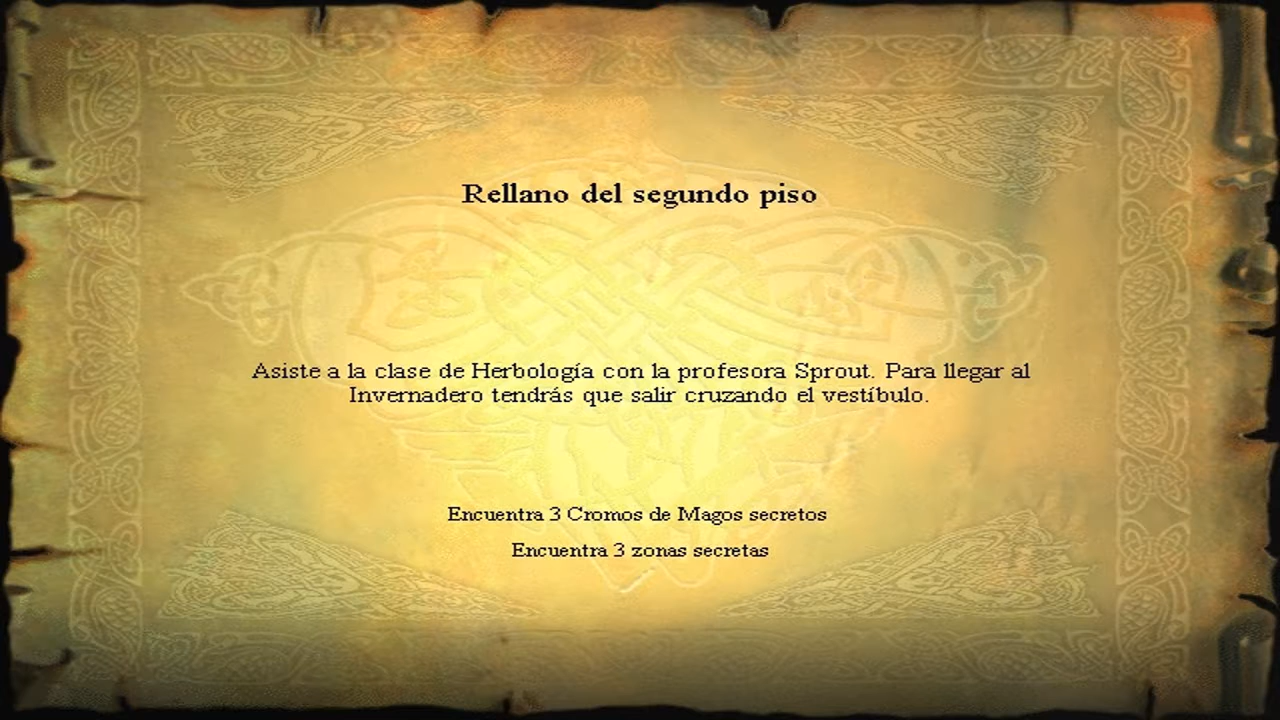 Rellano del segundo piso
Asiste a la clase de Herbología con la profesora Sprout. Para llegar al
Invernadero tendrás que salir cruzando el vestíbulo.
Encuentra 3 Cromos de Magos secretos
Encuentra 3 zonas secretas